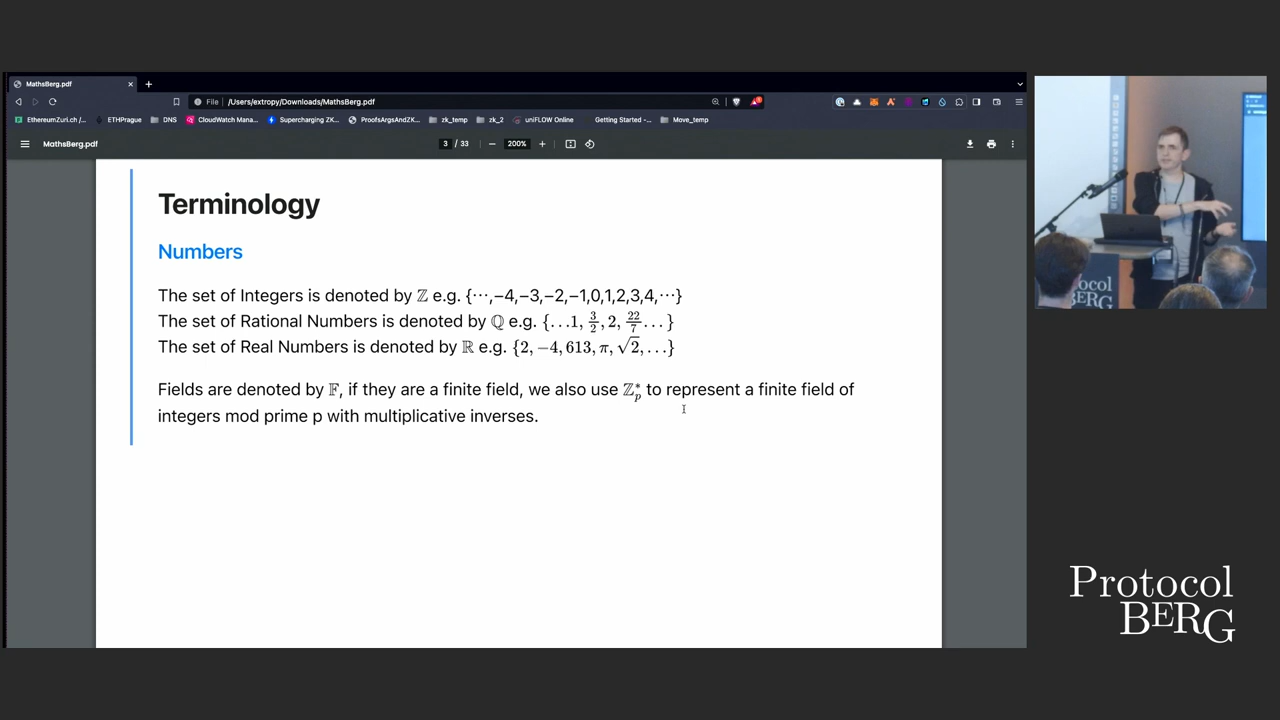 MathsBerg.pdf
File | /Users/extropy/Downloads/MathsBerg.pdf
EthereumZuri.ch /... ETHPrague DNS CloudWatch Mana... Supercharging ZK... ProofsArgsAndZK... zk_temp zk_2 uniFLOW Online Getting Started -... Move_temp
MathsBerg.pdf 3 / 33 200%
Terminology
Numbers
The set of Integers is denoted by ℤ e.g. {⋯,−4,−3,−2,−1,0,1,2,3,4,⋯}
The set of Rational Numbers is denoted by ℚ e.g. {…1, 3/2, 2, 22/7 …}
The set of Real Numbers is denoted by ℝ e.g. {2, −4, 613, π, √2, …}
Fields are denoted by 𝔽, if they are a finite field, we also use ℤ*ₚ to represent a finite field of
integers mod prime p with multiplicative inverses.
Protocol
BERG